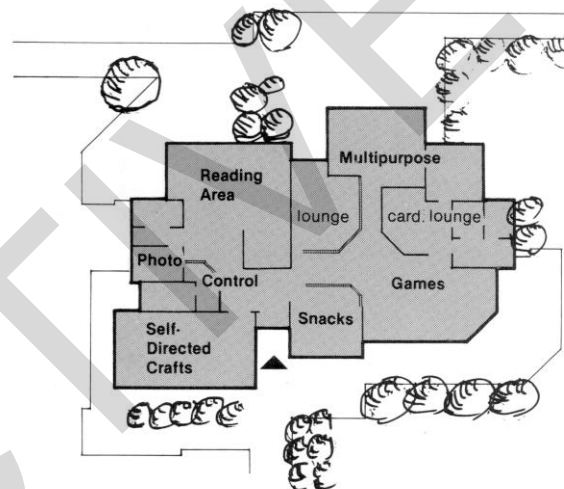 Multipurpose
Reading
Area
lounge
card. lounge
Photo
Control
Games
Snacks
Self-
Directed
Crafts